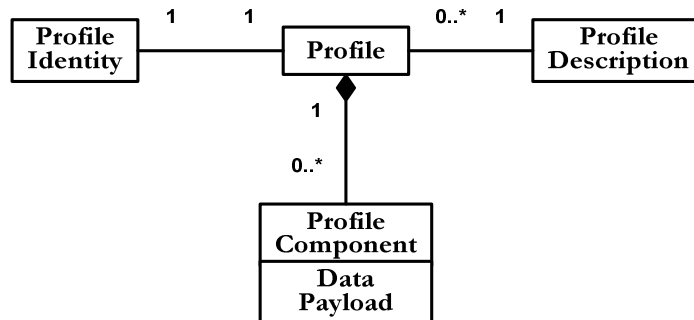 1 1 0..* 1
Profile Identity
Profile
Profile Description
1
0..*
Profile
Component
Data
Payload